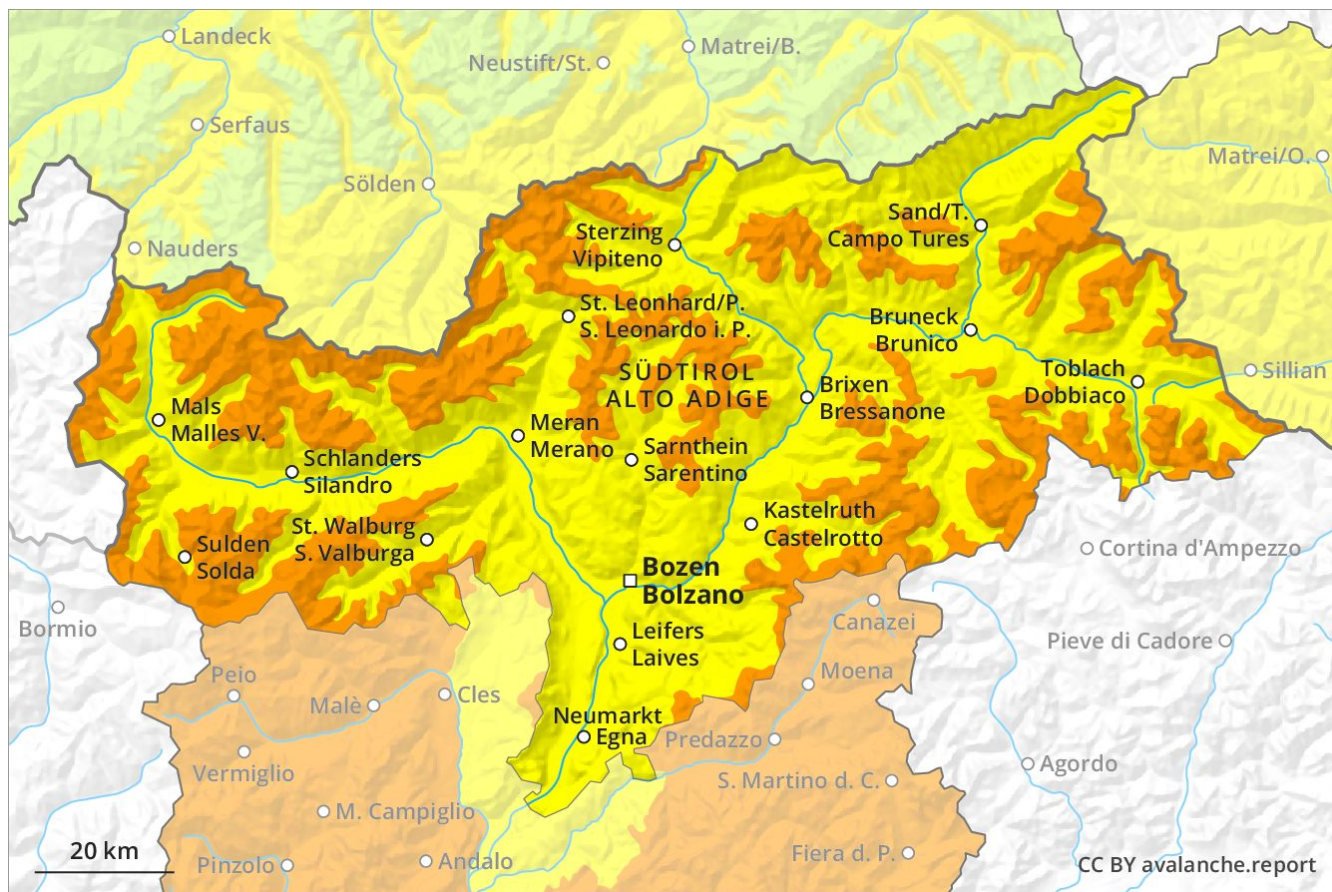 Landeck
Matrei/B.
Neustift/St.
Serfaus
Matrei/O.
Sölden
Sand/T.
Campo Tures
Sterzing
Vipiteno
Nauders
St. Leonhard/P.
S. Leonardo i. P.
Bruneck
Brunico
SÜDTIROL
ALTO ADIGE
Toblach
Dobbiaco
Sillian
Brixen
Bressanone
Mals
Malles V.
Meran
Merano
Sarnthein
Sarentino
Schlanders
Silandro
Kastelruth
Castelrotto
St. Walburg
S. Valburga
Sulden
Solda
Cortina d'Ampezzo
Bozen
Bolzano
Bormio
Canazei
Leifers
Laives
Pieve di Cadore
Peio
Malè
Cles
Moena
Neumarkt
Egna
Predazzo
Vermiglio
Agordo
S. Martino d. C.
M. Campiglio
20 km
Pinzolo
Andalo
Fiera d. P.
CC BY avalanche.report